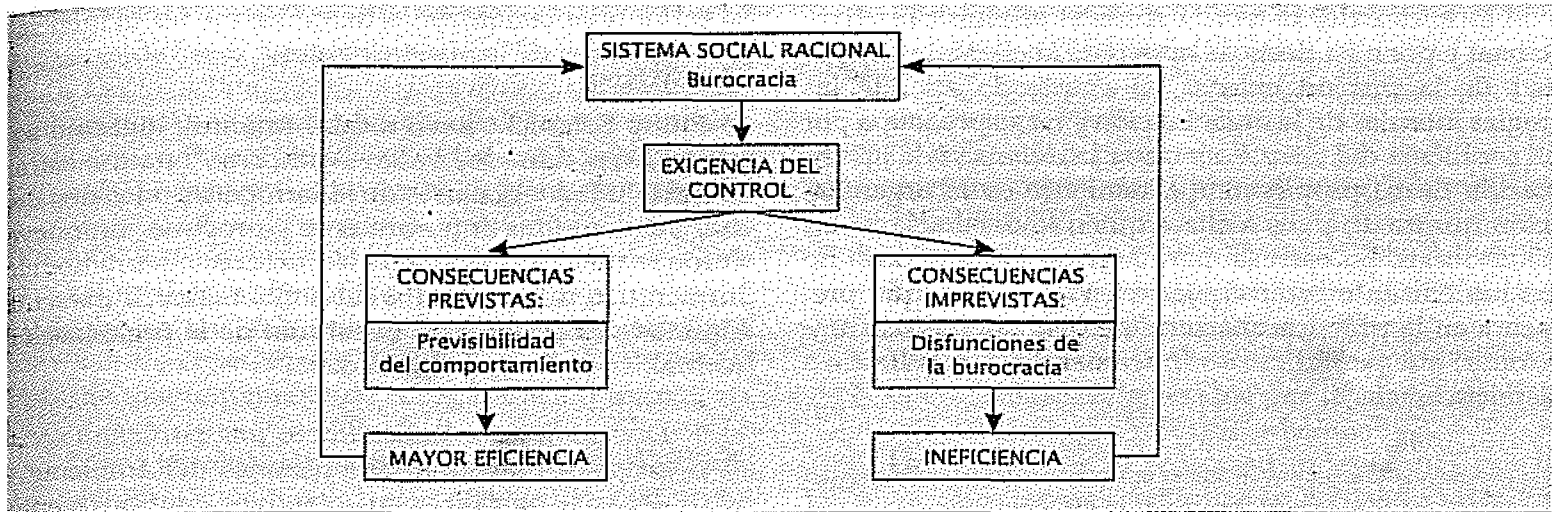 SISTEMA SOCIAL RACIONAL
Burocracia
EXIGENCIA DEL
CONTROL
CONSECUENCIAS
PREVISTAS:
Previsibilidad
del comportamiento
MAYOR EFICIENCIA
CONSECUENCIAS
IMPREVISTAS:
Disfunciones de
la burocracia
INEFICIENCIA